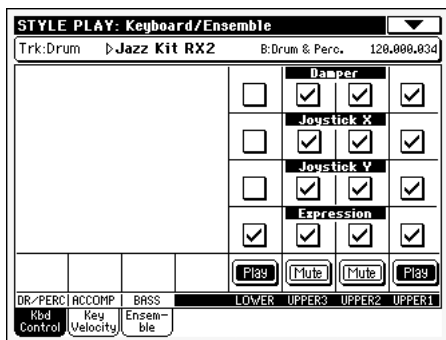 STYLE PLAY: Keyboard/Ensemble
Trk:Drum ▷Jazz Kit RX2 B:Drum & Perc. 120.000.034
Damper
Joystick X
Joystick Y
Expression
Play Mute Mute Play
DR/PERC ACCOMP BASS LOWER UPPER3 UPPER2 UPPER1
Kbd Control Key Velocity Ensem-ble